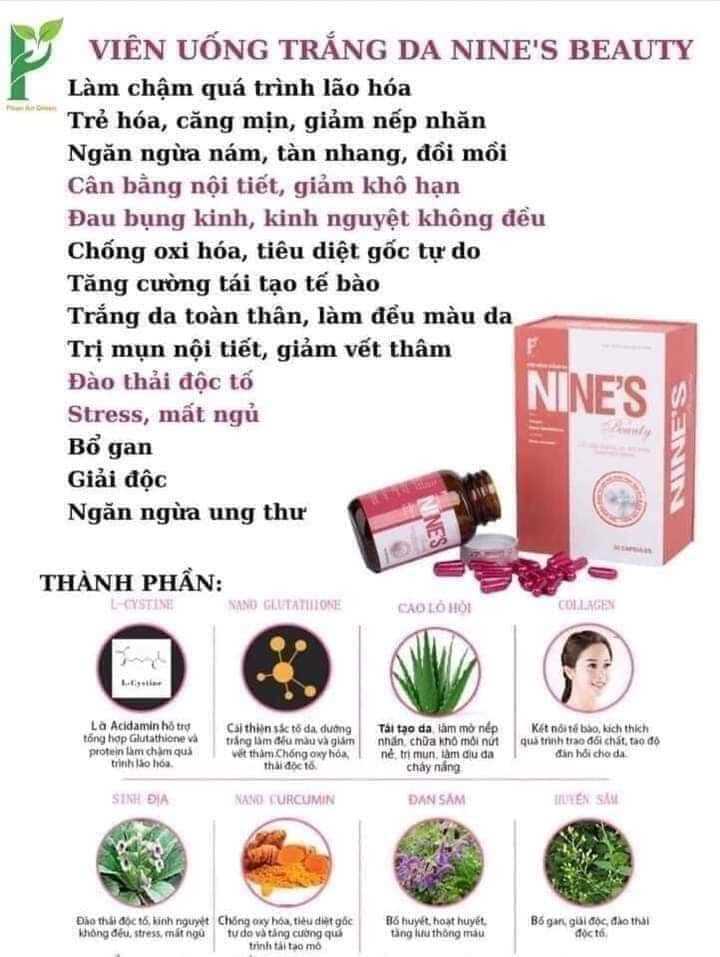 Phan An Green
VIÊN UỐNG TRẮNG DA NINE'S BEAUTY
Làm chậm quá trình lão hóa
Trẻ hóa, căng mịn, giảm nếp nhăn
Ngăn ngừa nám, tàn nhang, đồi mồi
Cân bằng nội tiết, giảm khô hạn
Đau bụng kinh, kinh nguyệt không đều
Chống oxi hóa, tiêu diệt gốc tự do
Tăng cường tái tạo tế bào
Trắng da toàn thân, làm đều màu da
Trị mụn nội tiết, giảm vết thâm
Đào thải độc tố
Stress, mất ngủ
Bổ gan
Giải độc
Ngăn ngừa ung thư
NINE'S
Beauty
30 CAPSULES
NINE'S
NINE'S
THÀNH PHẦN:
L-CYSTINE
NANO GLUTATHIONE
CAO LÔ HỘI
COLLAGEN
L-Cystine
Là Acidamin hỗ trợ
tổng hợp Glutathione và
protein làm chậm quá
trình lão hóa.
Cải thiện sắc tố da, dưỡng
trắng làm đều màu và giảm
vết thâm.Chống oxy hóa,
thải độc tố.
Tái tạo da, làm mờ nếp
nhăn, chữa khô môi nứt
nẻ, trị mụn, làm dịu da
cháy nắng.
Kết nối tế bào, kích thích
quá trình trao đổi chất, tạo độ
đàn hồi cho da.
SINH ĐỊA
NANO CURCUMIN
ĐAN SÂM
HUYỀN SÂM
Đào thải độc tố, kinh nguyệt
không đều, stress, mất ngủ
Chống oxy hóa, tiêu diệt gốc
tự do và tăng cường quá
trình tái tạo mô
Bổ huyết, hoạt huyết,
tăng lưu thông máu
Bổ gan, giải độc, đào thải
độc tố.